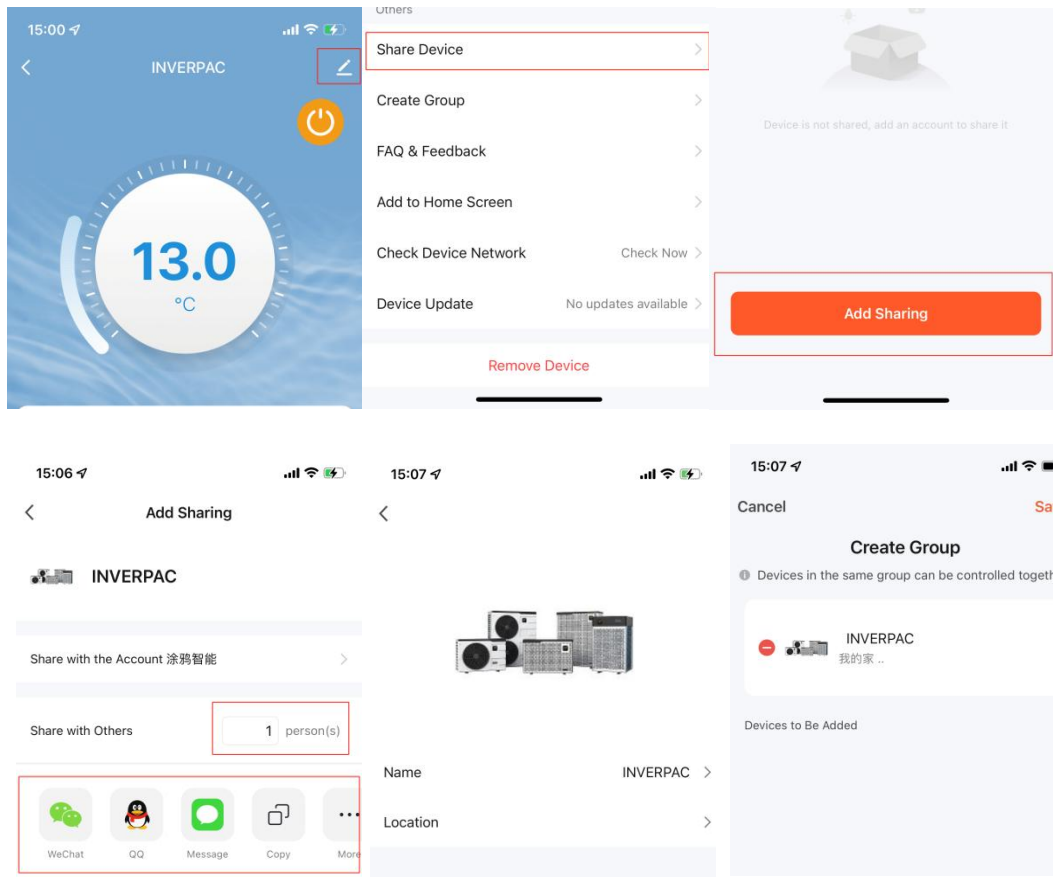 15:00
INVERPAC
13.0
°C
Others
Share Device
Create Group
FAQ & Feedback
Add to Home Screen
Check Device Network Check Now
Device Update No updates available
Remove Device
Device is not shared, add an account to share it
Add Sharing
15:06
Add Sharing
INVERPAC
Share with the Account 涂鸦智能
Share with Others 1 person(s)
WeChat QQ Message Copy More
15:07
Name INVERPAC
Location
15:07
Cancel Sa
Create Group
Devices in the same group can be controlled togeth
INVERPAC
我的家 ..
Devices to Be Added